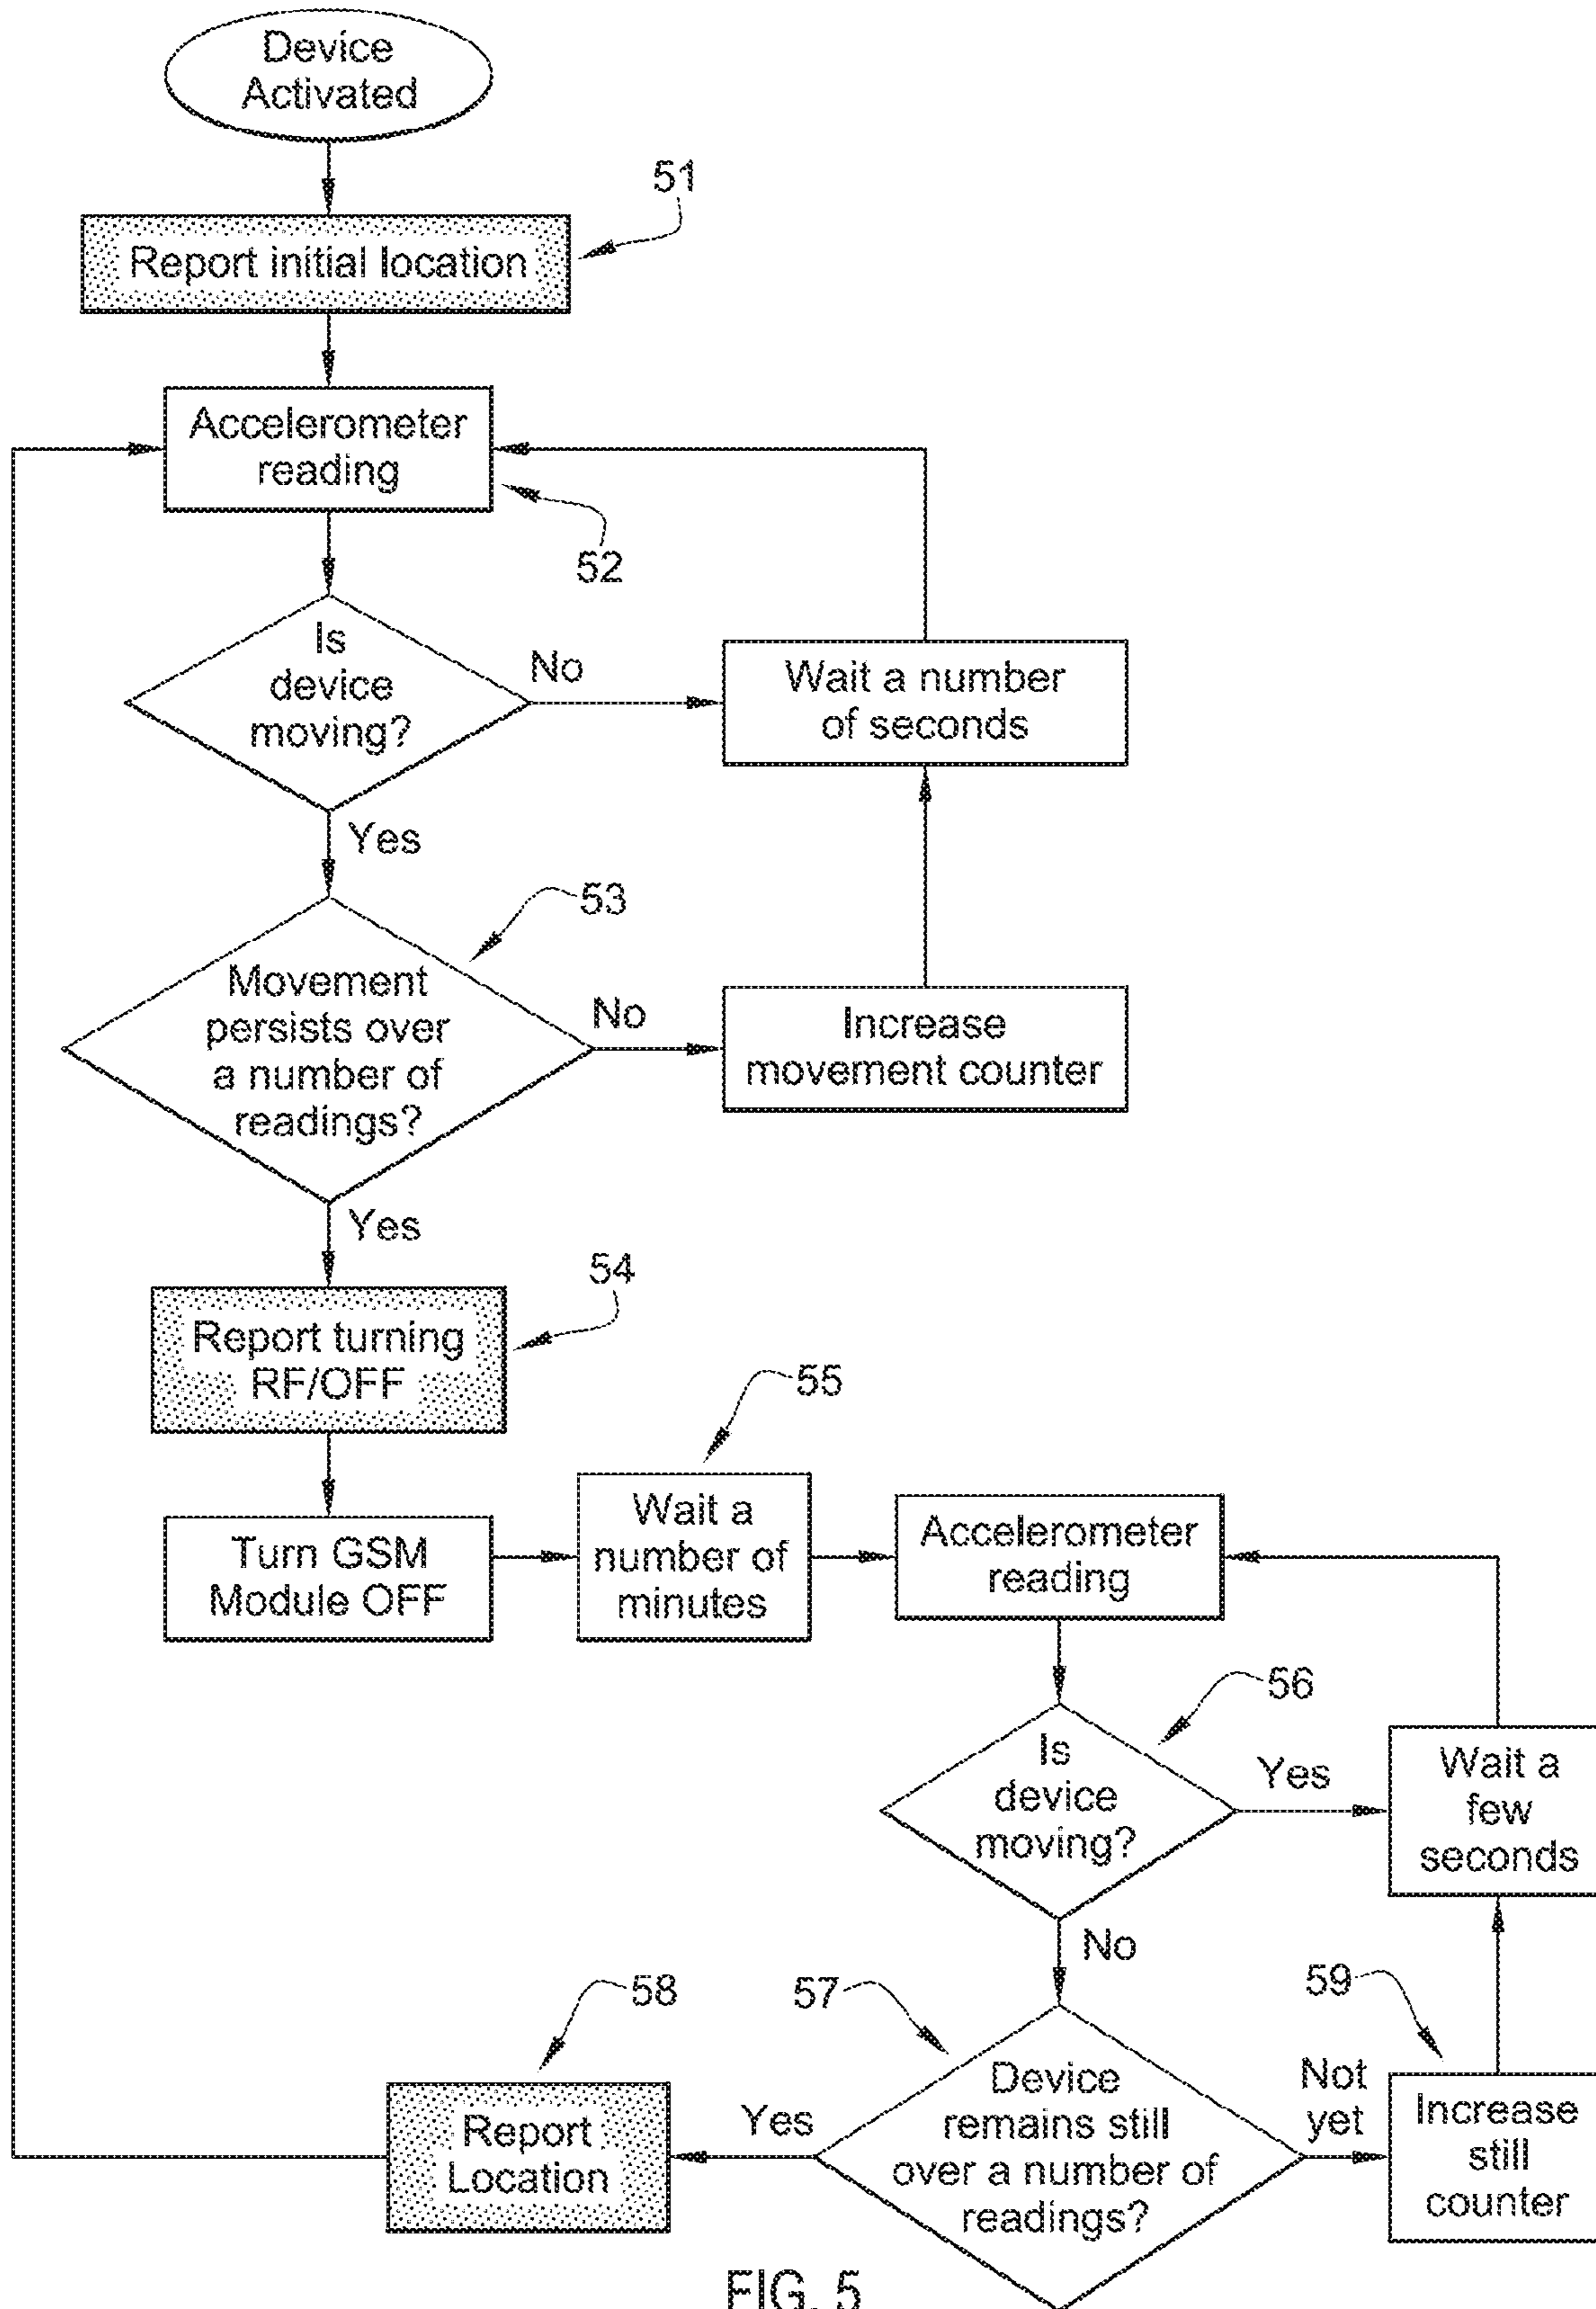 Device
Activated
51
Report initial location
Accelerometer
reading
52
Is
device
moving?
No
Wait a number
of seconds
Yes
53
Movement
persists over
a number of
readings?
No
Increase
movement counter
Yes
54
Report turning
RF/OFF
55
Turn GSM
Module OFF
Wait a
number of
minutes
Accelerometer
reading
56
Is
device
moving?
Yes
Wait a
few
seconds
No
57
59
58
Device
remains still
over a number of
readings?
Not
yet
Increase
still
counter
Yes
Report
Location
FIG. 5